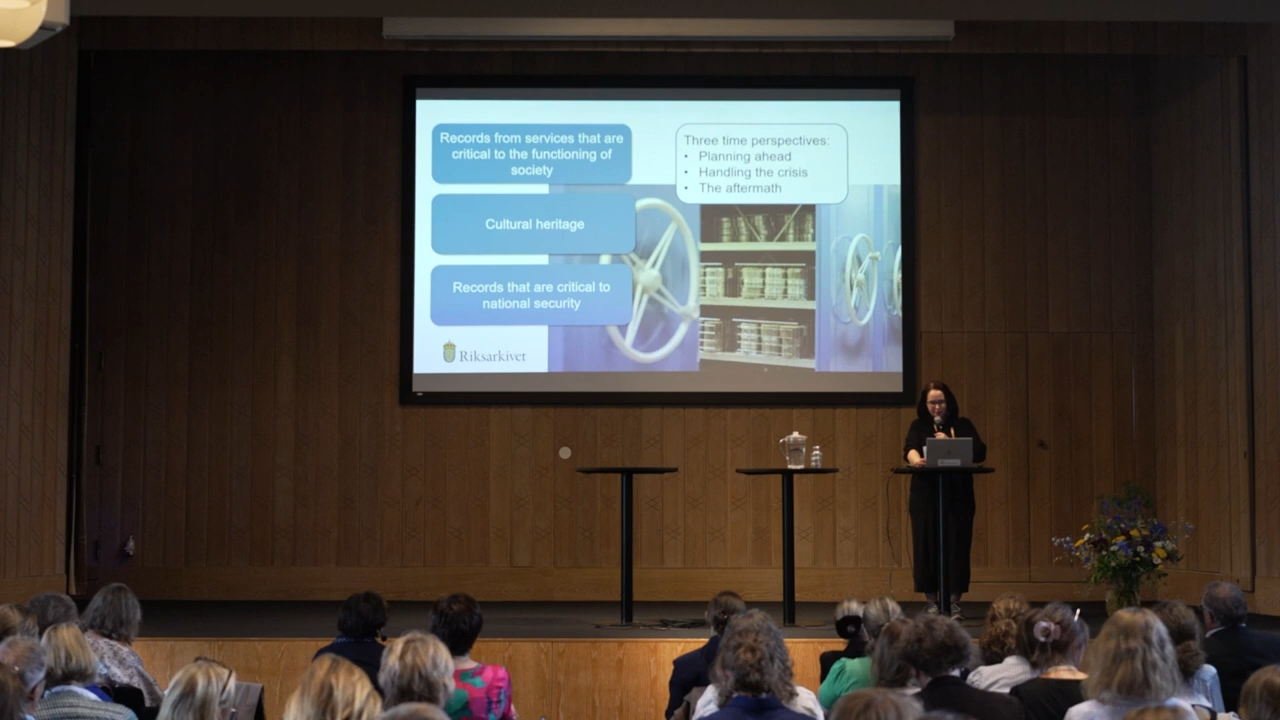 Records from services that are
critical to the functioning of
society
Cultural heritage
Records that are critical to
national security
Riksarkivet
Three time perspectives:
• Planning ahead
• Handling the crisis
• The aftermath